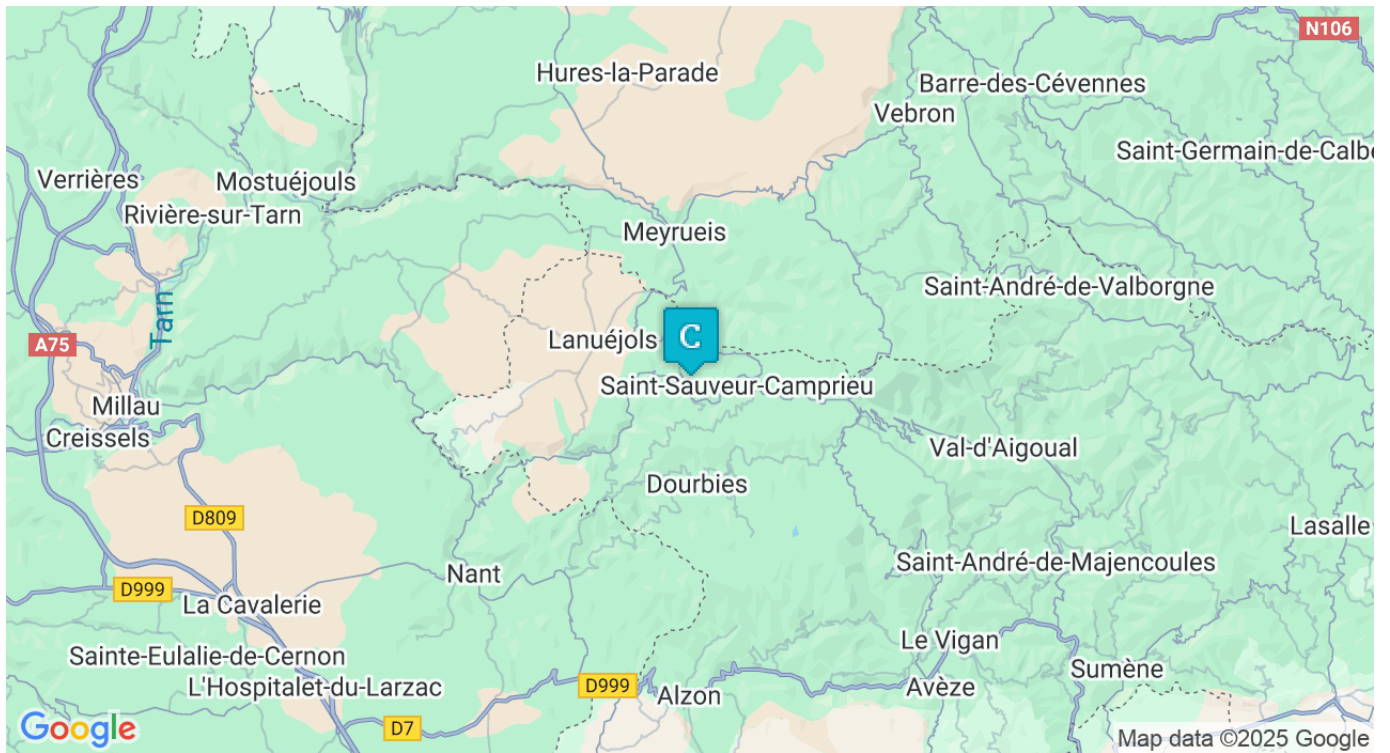 N106
Hures-la-Parade
Barre-des-Cévennes
Vebron
Saint-Germain-de-Calbe
Verrières
Mostuéjouls
Rivière-sur-Tarn
Meyrueis
Saint-André-de-Valborgne
Tarn
A75
Lanuéjols
C
Saint-Sauveur-Camprieu
Millau
Creissels
Val-d'Aigoual
Dourbies
D809
Lasalle
Saint-André-de-Majencoules
Nant
D999
La Cavalerie
Le Vigan
Sainte-Eulalie-de-Cernon
Sumène
L'Hospitalet-du-Larzac
D999
Alzon
Avèze
D7
Google
Map data ©2025 Google